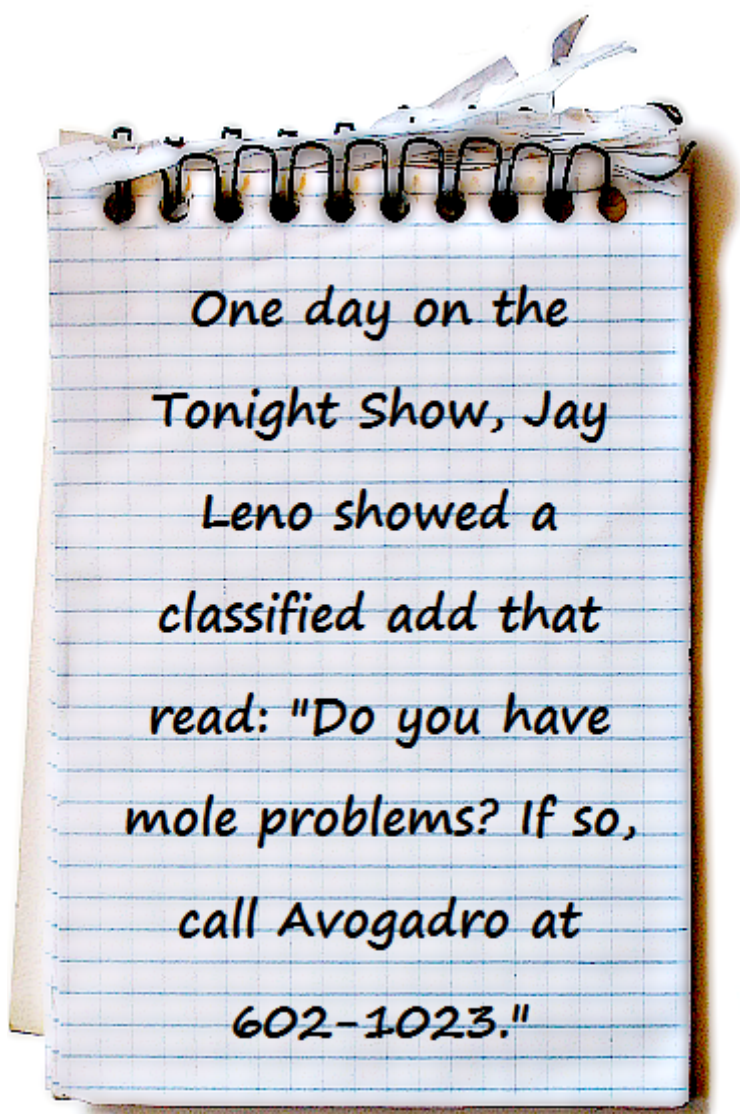 One day on the
Tonight Show, Jay
Leno showed a
classified add that
read: "Do you have
mole problems? If so,
call Avogadro at
602-1023."